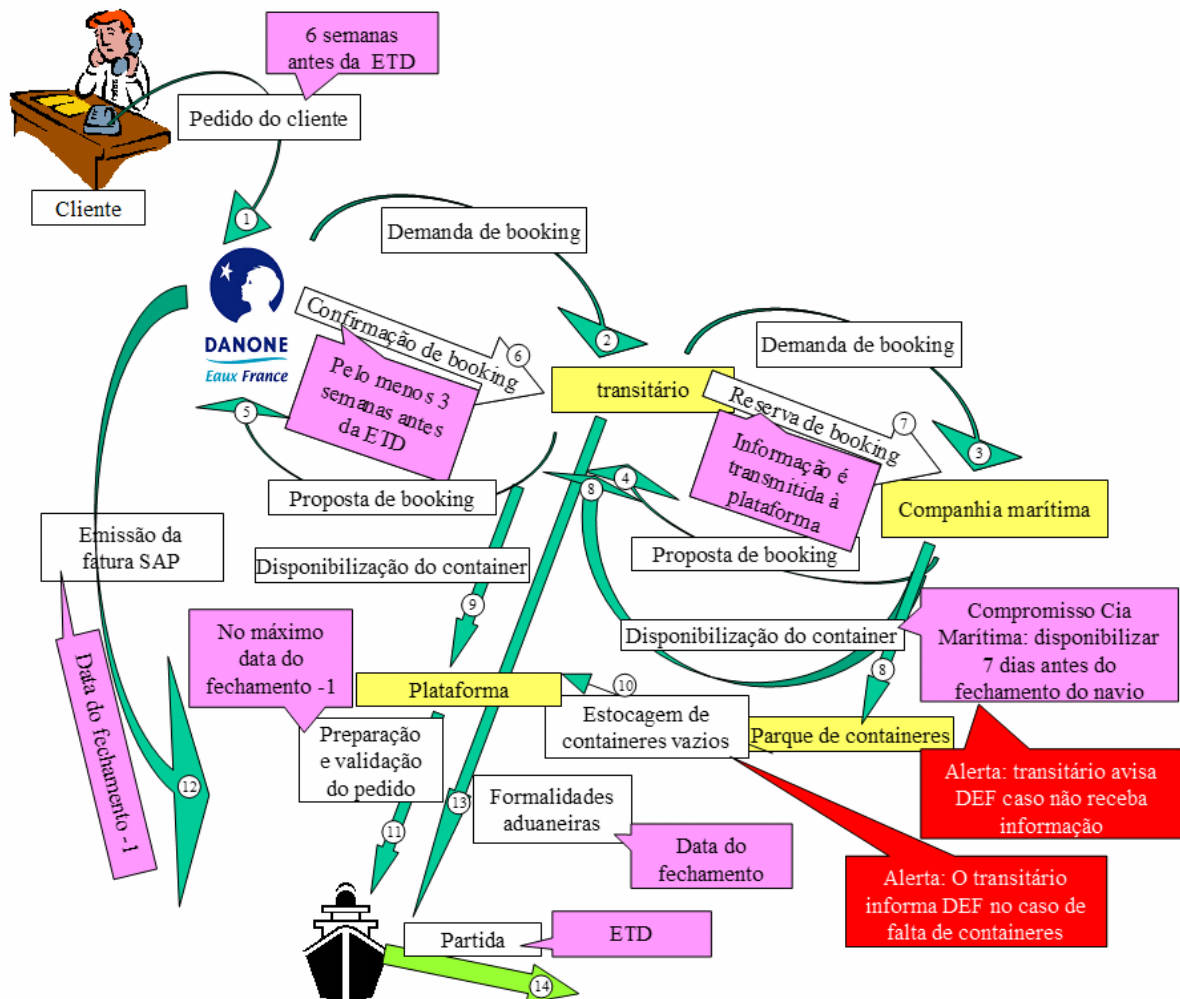 6 semanas
antes da ETD
Pedido do cliente
Cliente
1
Demanda de booking
DANONE
Eaux France
Confirmação de booking
6
2
Demanda de booking
Pelo menos 3
semanas antes
da ETD
transitário
Reserva de booking
7
5
3
Informação é
transmitida à
plataforma
8
4
Proposta de booking
Companhia marítima
Emissão da
fatura SAP
Proposta de booking
Disponibilização do container
9
Compromisso Cia
Marítima: disponibilizar
7 dias antes do
fechamento do navio
No máximo
data do
fechamento -1
Disponibilização do container
8
Data do fechamento -1
Plataforma
10
Estocagem de
containeres vazios
Parque de containeres
Preparação
e validação
do pedido
12
13
Formalidades
aduaneiras
Alerta: transitário avisa
DEF caso não receba
informação
11
Data do
fechamento
Alerta: O transitário
informa DEF no caso de
falta de containeres
Partida
ETD
14